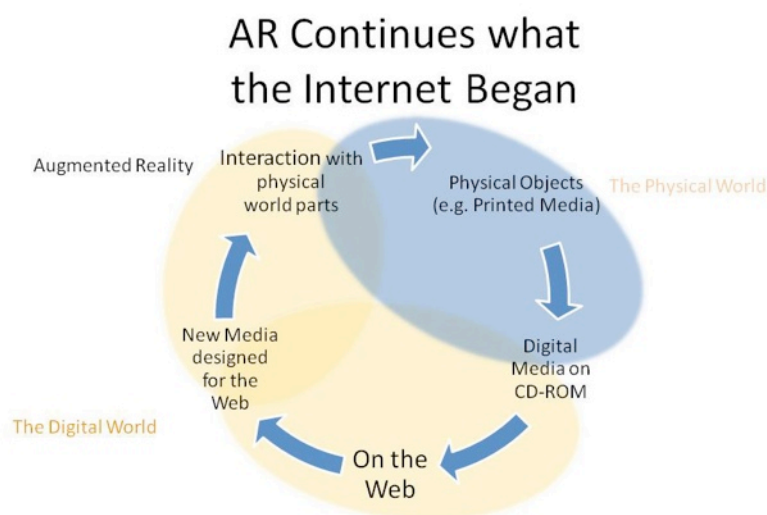 AR Continues what
the Internet Began
Augmented Reality
Interaction with
physical
world parts
Physical Objects
(e.g. Printed Media)
The Physical World
New Media
designed
for the
Web
Digital
Media on
CD-ROM
The Digital World
On the
Web